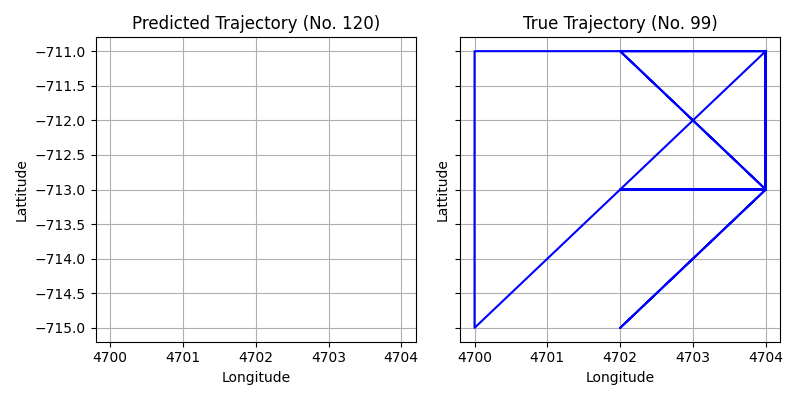 Predicted Trajectory (No. 120)
True Trajectory (No. 99)
−711.0
−711.5
−712.0
−712.5
−713.0
−713.5
−714.0
−714.5
−715.0
Lattitude
Lattitude
4700 4701 4702 4703 4704
4700 4701 4702 4703 4704
Longitude
Longitude